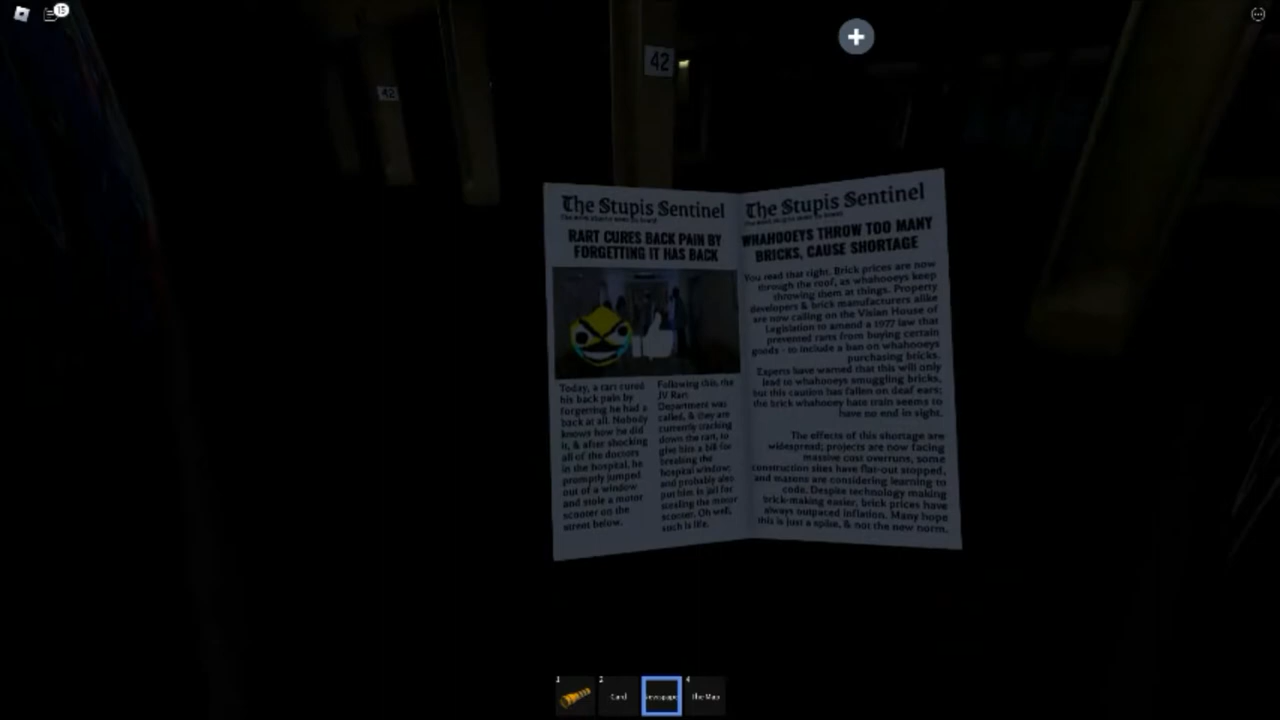 15
42
42
The Stupis Sentinel
RART CURES BACK PAIN BY
FORGETTING IT HAS BACK
Today, a rart cured
his back pain by
forgetting he had a
back at all. Nobody
knows how he did
it, & after shocking
all of the doctors
in the hospital, he
promptly jumped
out of a window
and stole a motor
scooter on the
street below.
Following this, the
JV Rart
Department was
called, & they are
currently tracking
down the rart, to
give him a bill for
breaking the
hospital window;
and probably also
put him in jail for
stealing the motor
scooter. Oh well,
such is life.
The Stupis Sentinel
WHAHOOEYS THROW TOO MANY
BRICKS, CAUSE SHORTAGE
You read that right. Brick prices are now
through the roof, as whahooeys keep
throwing them at things. Property
developers & brick manufacturers alike
are now calling on the Visian House of
Legislation to amend a 1977 law that
prevented rarts from buying certain
goods - to include a ban on whahooeys
purchasing bricks.
Experts have warned that this will only
lead to whahooeys smuggling bricks,
but this caution has fallen on deaf ears;
the brick whahooey hate train seems to
have no end in sight.
The effects of this shortage are
widespread; projects are now facing
massive cost overruns, some
construction sites have flat-out stopped,
and masons are considering learning to
code. Despite technology making
brick-making easier, brick prices have
always outpaced inflation. Many hope
this is just a spike, & not the new norm.
1
Card
4
The Map